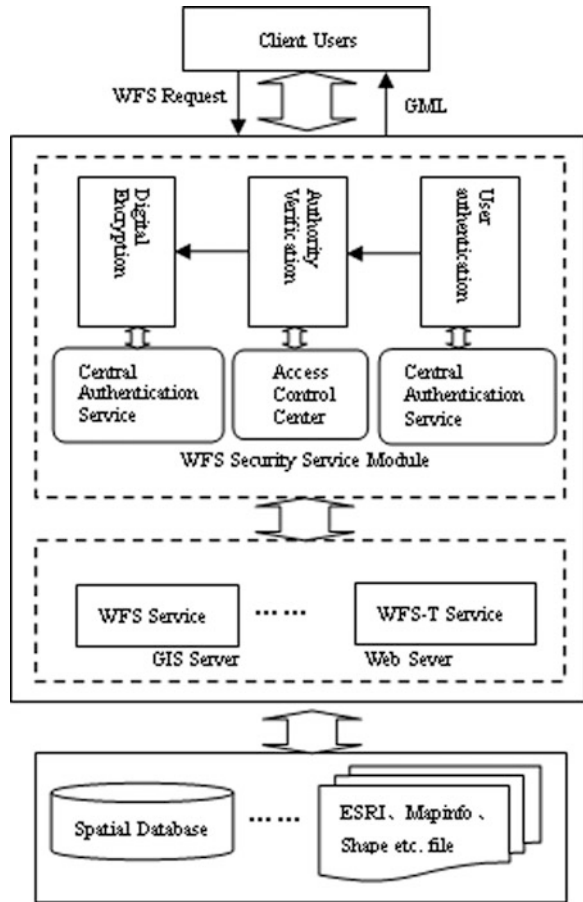 Client Users
WFS Request
GML
Digital
Encryption
Authority
Verification
User
authentication
Central
Authentication
Service
Access
Control
Center
Central
Authentication
Service
WFS Security Service Module
WFS Service
... ...
WFS-T Service
GIS Server
Web Sever
Spatial Database
... ...
ESRI、Mapinfo、
Shape etc. file